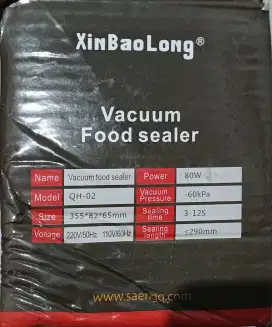 XinBaoLong®
Vacuum
Food sealer
Name Vacuum food sealer Power 80W
Model QH-02 Vacuum Pressure -60kPa
Size 355*82*65mm Sealing time 3-12S
Voltage 220V/50Hz 110V/60Hz Sealing length ≤290mm